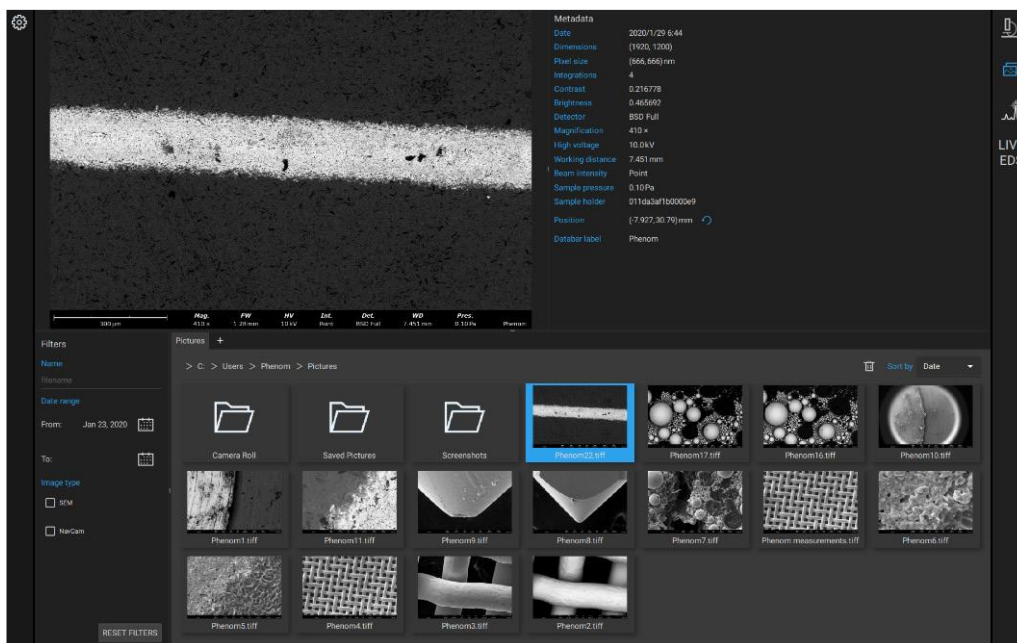 Metadata
Date 2020/1/29 6:44
Dimensions (1920, 1200)
Pixel size (666, 666) nm
Integrations 4
Contrast 0.216778
Brightness 0.465692
Detector BSD Full
Magnification 410 ×
High voltage 10.0 kV
Working distance 7.451 mm
Beam intensity Point
Sample pressure 0.10 Pa
Sample holder 011da3af1b0000e9
Position (-7.927, 30.79) mm
Databar label Phenom
LIV
EDS
300 µm
Mag. FW HV Int. Det. WD Pres.
410 x 1.28 mm 10 kV Point BSD Full 7.451 mm 0.10 Pa Phenom
Filters
Name
filename
Date range
From: Jan 23, 2020
To:
Image type
SEM
NavCam
RESET FILTERS
Pictures +
> C: > Users > Phenom > Pictures
Sort by Date
Camera Roll Saved Pictures Screenshots Phenom22.tiff Phenom17.tiff Phenom16.tiff Phenom10.tiff
Phenom1.tiff Phenom11.tiff Phenom9.tiff Phenom8.tiff Phenom7.tiff Phenom measurements.tiff Phenom6.tiff
Phenom5.tiff Phenom4.tiff Phenom3.tiff Phenom2.tiff